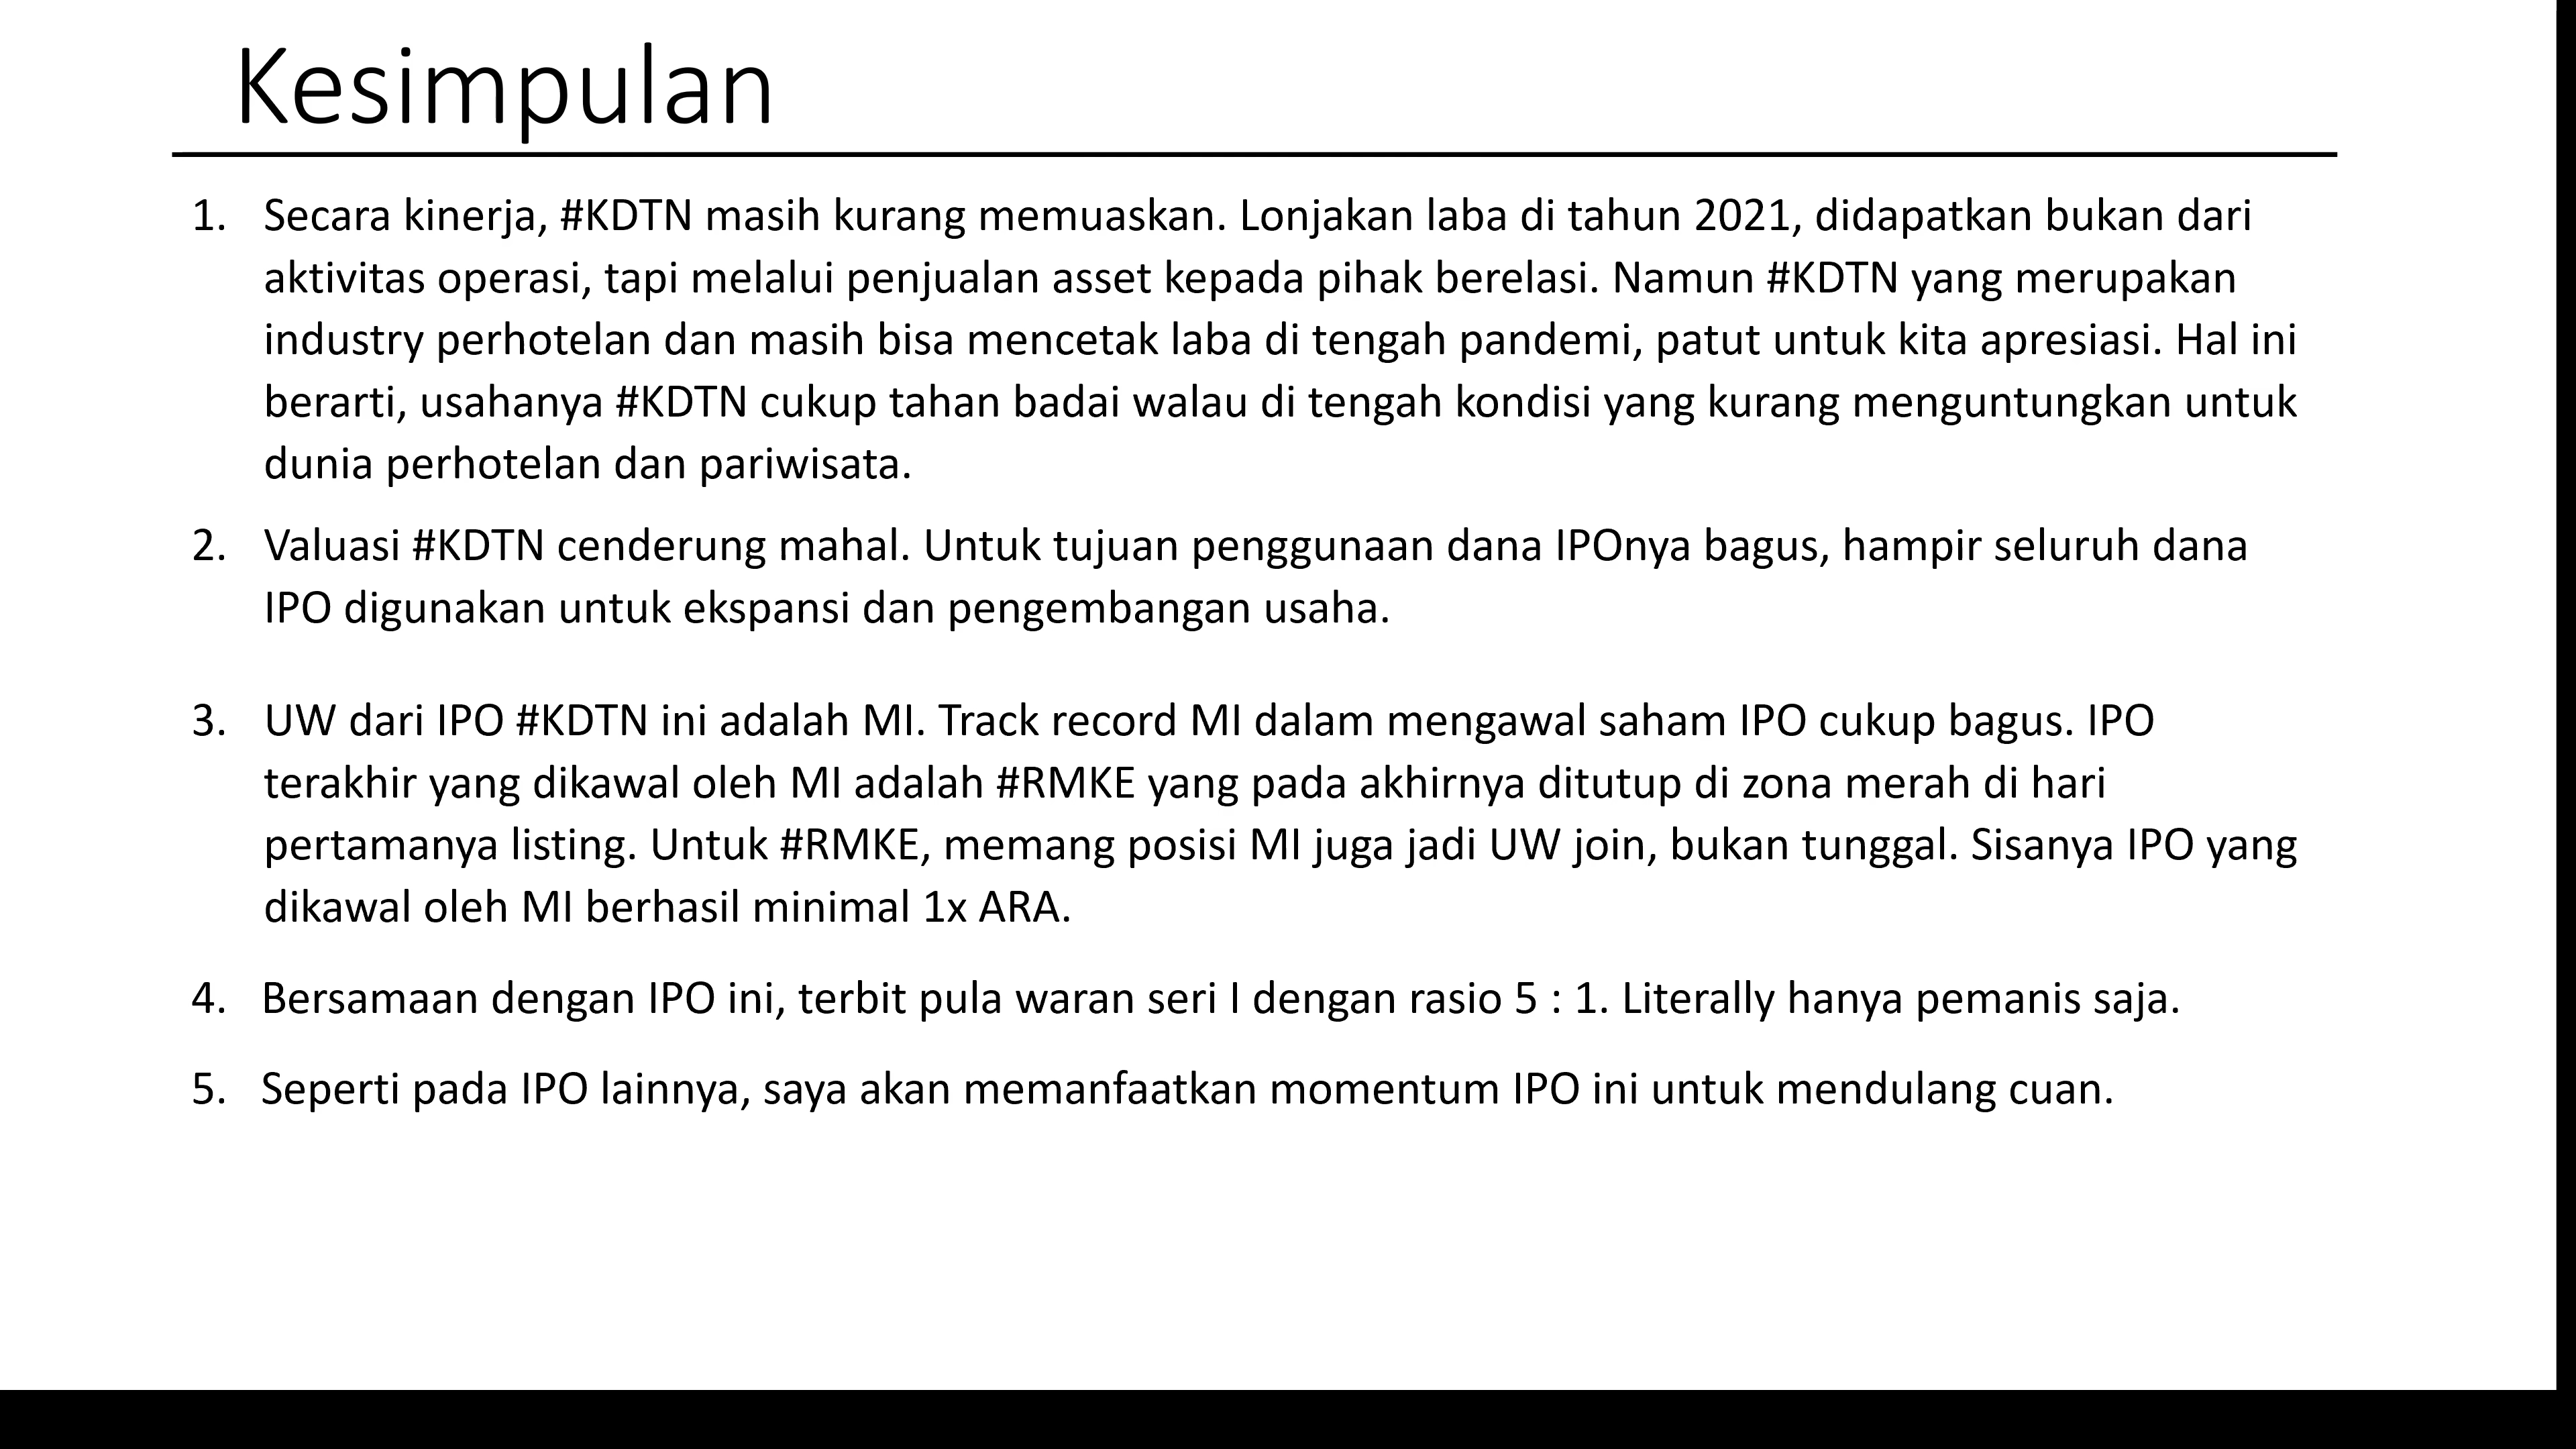 Kesimpulan
1. Secara kinerja, #KDTN masih kurang memuaskan. Lonjakan laba di tahun 2021, didapatkan bukan dari
aktivitas operasi, tapi melalui penjualan asset kepada pihak berelasi. Namun #KDTN yang merupakan
industry perhotelan dan masih bisa mencetak laba di tengah pandemi, patut untuk kita apresiasi. Hal ini
berarti, usahanya #KDTN cukup tahan badai walau di tengah kondisi yang kurang menguntungkan untuk
dunia perhotelan dan pariwisata.
2. Valuasi #KDTN cenderung mahal. Untuk tujuan penggunaan dana IPOnya bagus, hampir seluruh dana
IPO digunakan untuk ekspansi dan pengembangan usaha.
3. UW dari IPO #KDTN ini adalah MI. Track record MI dalam mengawal saham IPO cukup bagus. IPO
terakhir yang dikawal oleh MI adalah #RMKE yang pada akhirnya ditutup di zona merah di hari
pertamanya listing. Untuk #RMKE, memang posisi MI juga jadi UW join, bukan tunggal. Sisanya IPO yang
dikawal oleh MI berhasil minimal 1x ARA.
4. Bersamaan dengan IPO ini, terbit pula waran seri I dengan rasio 5 : 1. Literally hanya pemanis saja.
5. Seperti pada IPO lainnya, saya akan memanfaatkan momentum IPO ini untuk mendulang cuan.